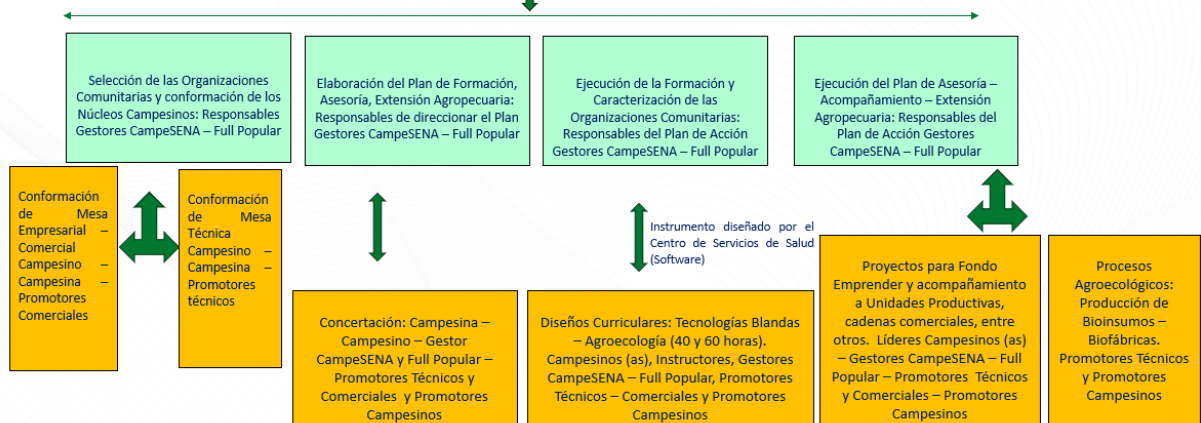 Selección de las Organizaciones
Comunitarias y conformación de los
Núcleos Campesinos: Responsables
Gestores CampeSENA – Full Popular
Elaboración del Plan de Formación,
Asesoría, Extensión Agropecuaria:
Responsables de direccionar el Plan
Gestores CampeSENA – Full Popular
Ejecución de la Formación y
Caracterización de las
Organizaciones Comunitarias:
Responsables del Plan de Acción
Gestores CampeSENA – Full Popular
Ejecución del Plan de Asesoría –
Acompañamiento – Extensión
Agropecuaria: Responsables del
Plan de Acción Gestores
CampeSENA – Full Popular
Conformación
de Mesa
Empresarial –
Comercial
Campesino –
Campesina –
Promotores
Comerciales
Conformación
de Mesa
Técnica
Campesino –
Campesina –
Promotores
técnicos
Instrumento diseñado por el
Centro de Servicios de Salud
(Software)
Concertación: Campesina –
Campesino – Gestor
CampeSENA y Full Popular –
Promotores Técnicos y
Comerciales y Promotores
Campesinos
Diseños Curriculares: Tecnologías Blandas
– Agroecología (40 y 60 horas).
Campesinos (as), Instructores, Gestores
CampeSENA – Full Popular, Promotores
Técnicos – Comerciales y Promotores
Campesinos
Proyectos para Fondo
Emprender y acompañamiento
a Unidades Productivas,
cadenas comerciales, entre
otros. Líderes Campesinos (as)
– Gestores CampeSENA – Full
Popular – Promotores Técnicos
y Comerciales – Promotores
Campesinos
Procesos
Agroecológicos:
Producción de
Bioinsumos –
Biofábricas.
Promotores Técnicos
y Promotores
Campesinos